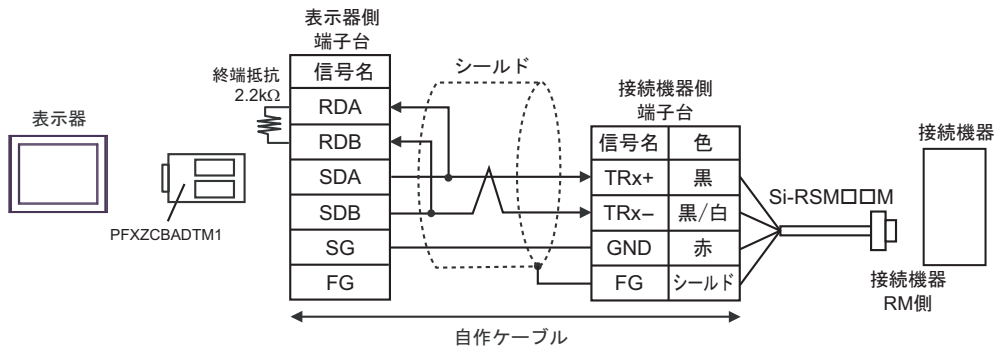 表示器側
端子台
終端抵抗
2.2kΩ
信号名
RDA
RDB
SDA
SDB
SG
FG
シールド
表示器
PFXZCBADTM1
接続機器側
端子台
信号名 色
TRx+ 黒
TRx− 黒/白
GND 赤
FG シールド
Si-RSM□□M
接続機器
接続機器
RM側
自作ケーブル